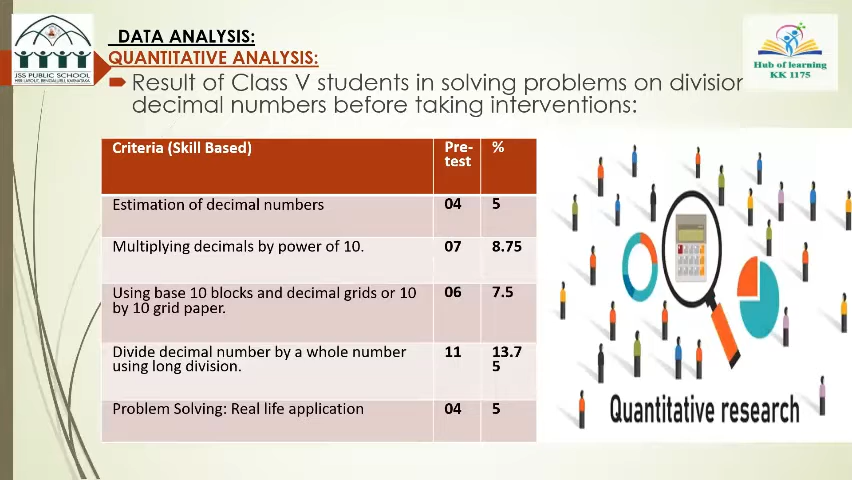 DATA ANALYSIS:
QUANTITATIVE ANALYSIS:
Result of Class V students in solving problems on division
decimal numbers before taking interventions:
JSS PUBLIC SCHOOL
HSR LAYOUT, BENGALURU, KARNATAKA
Hub of learning
KK 1175
Criteria (Skill Based) Pre- %
test
Estimation of decimal numbers 04 5
Multiplying decimals by power of 10. 07 8.75
Using base 10 blocks and decimal grids or 10 06 7.5
by 10 grid paper.
Divide decimal number by a whole number 11 13.7
using long division. 5
Problem Solving: Real life application 04 5
Quantitative research